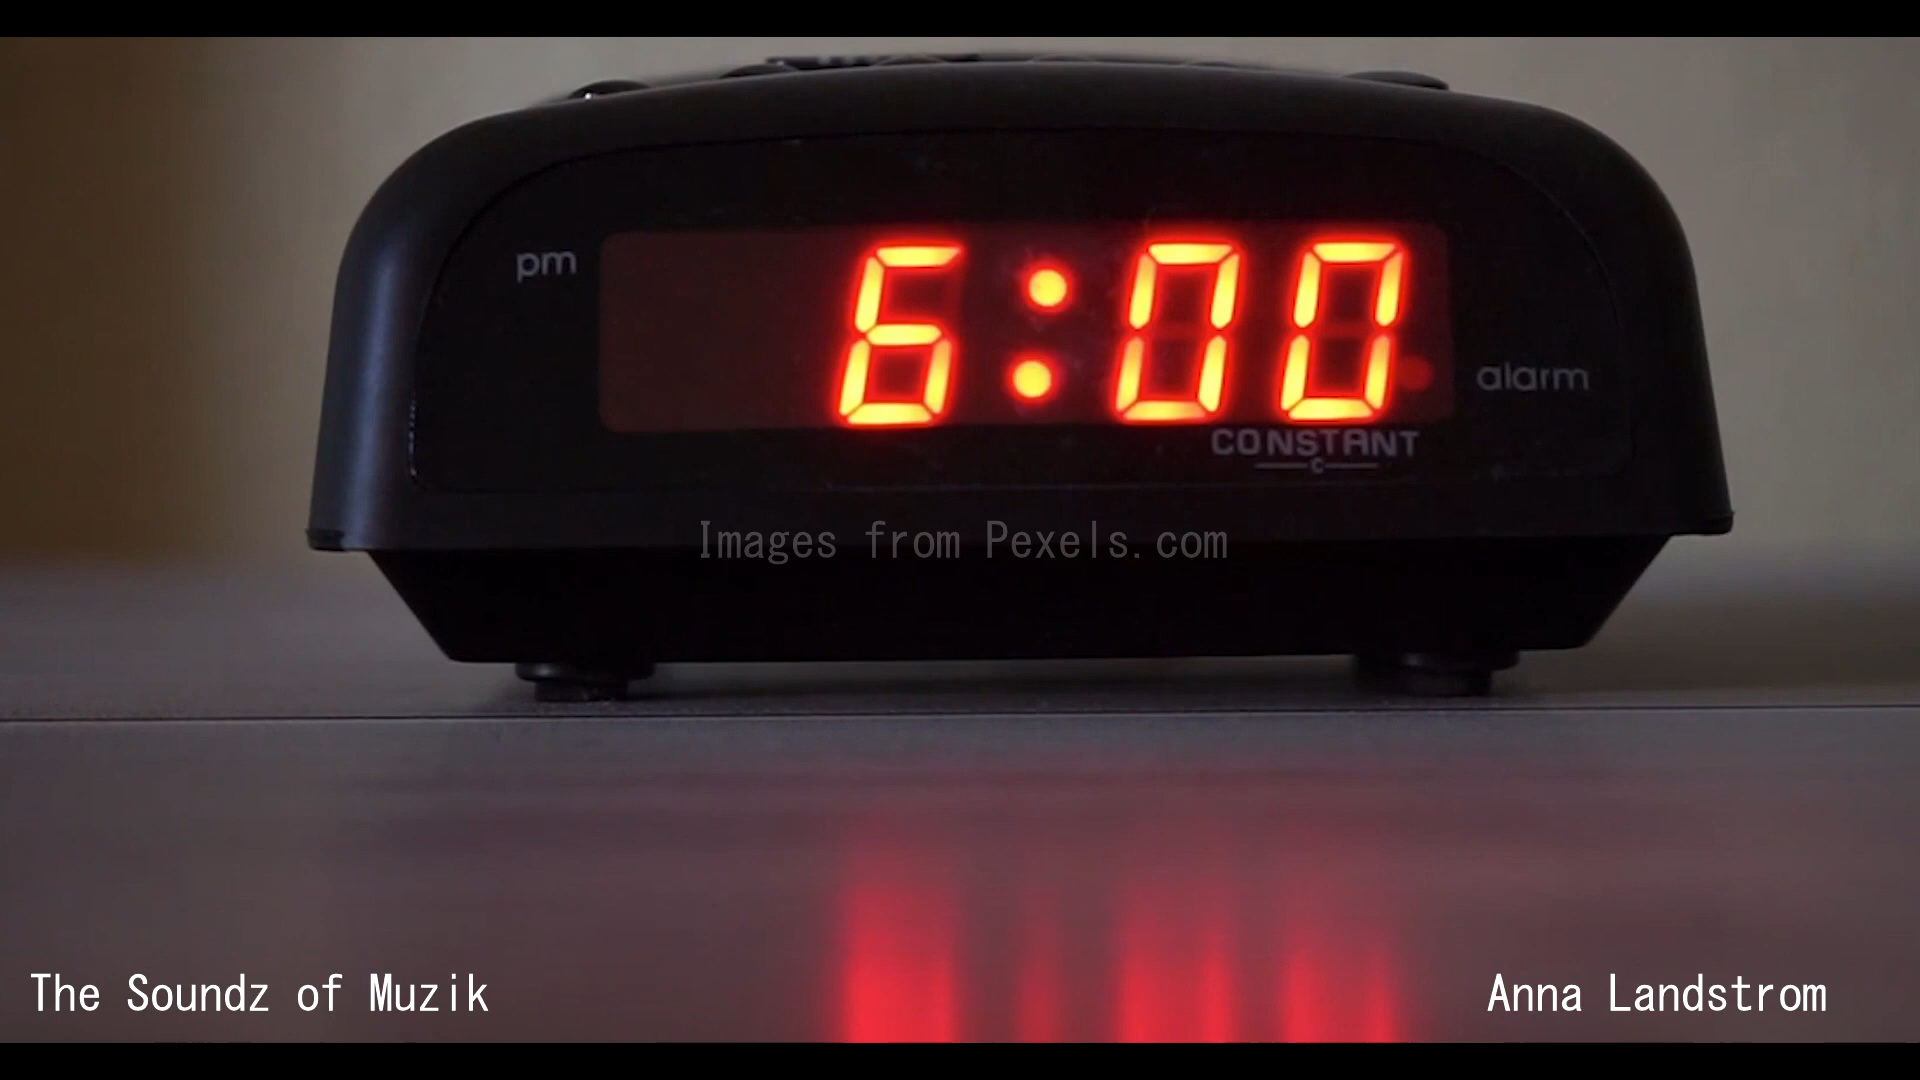 pm
6:00
alarm
CONSTANT
C
Images from Pexels.com
The Soundz of Muzik
Anna Landstrom